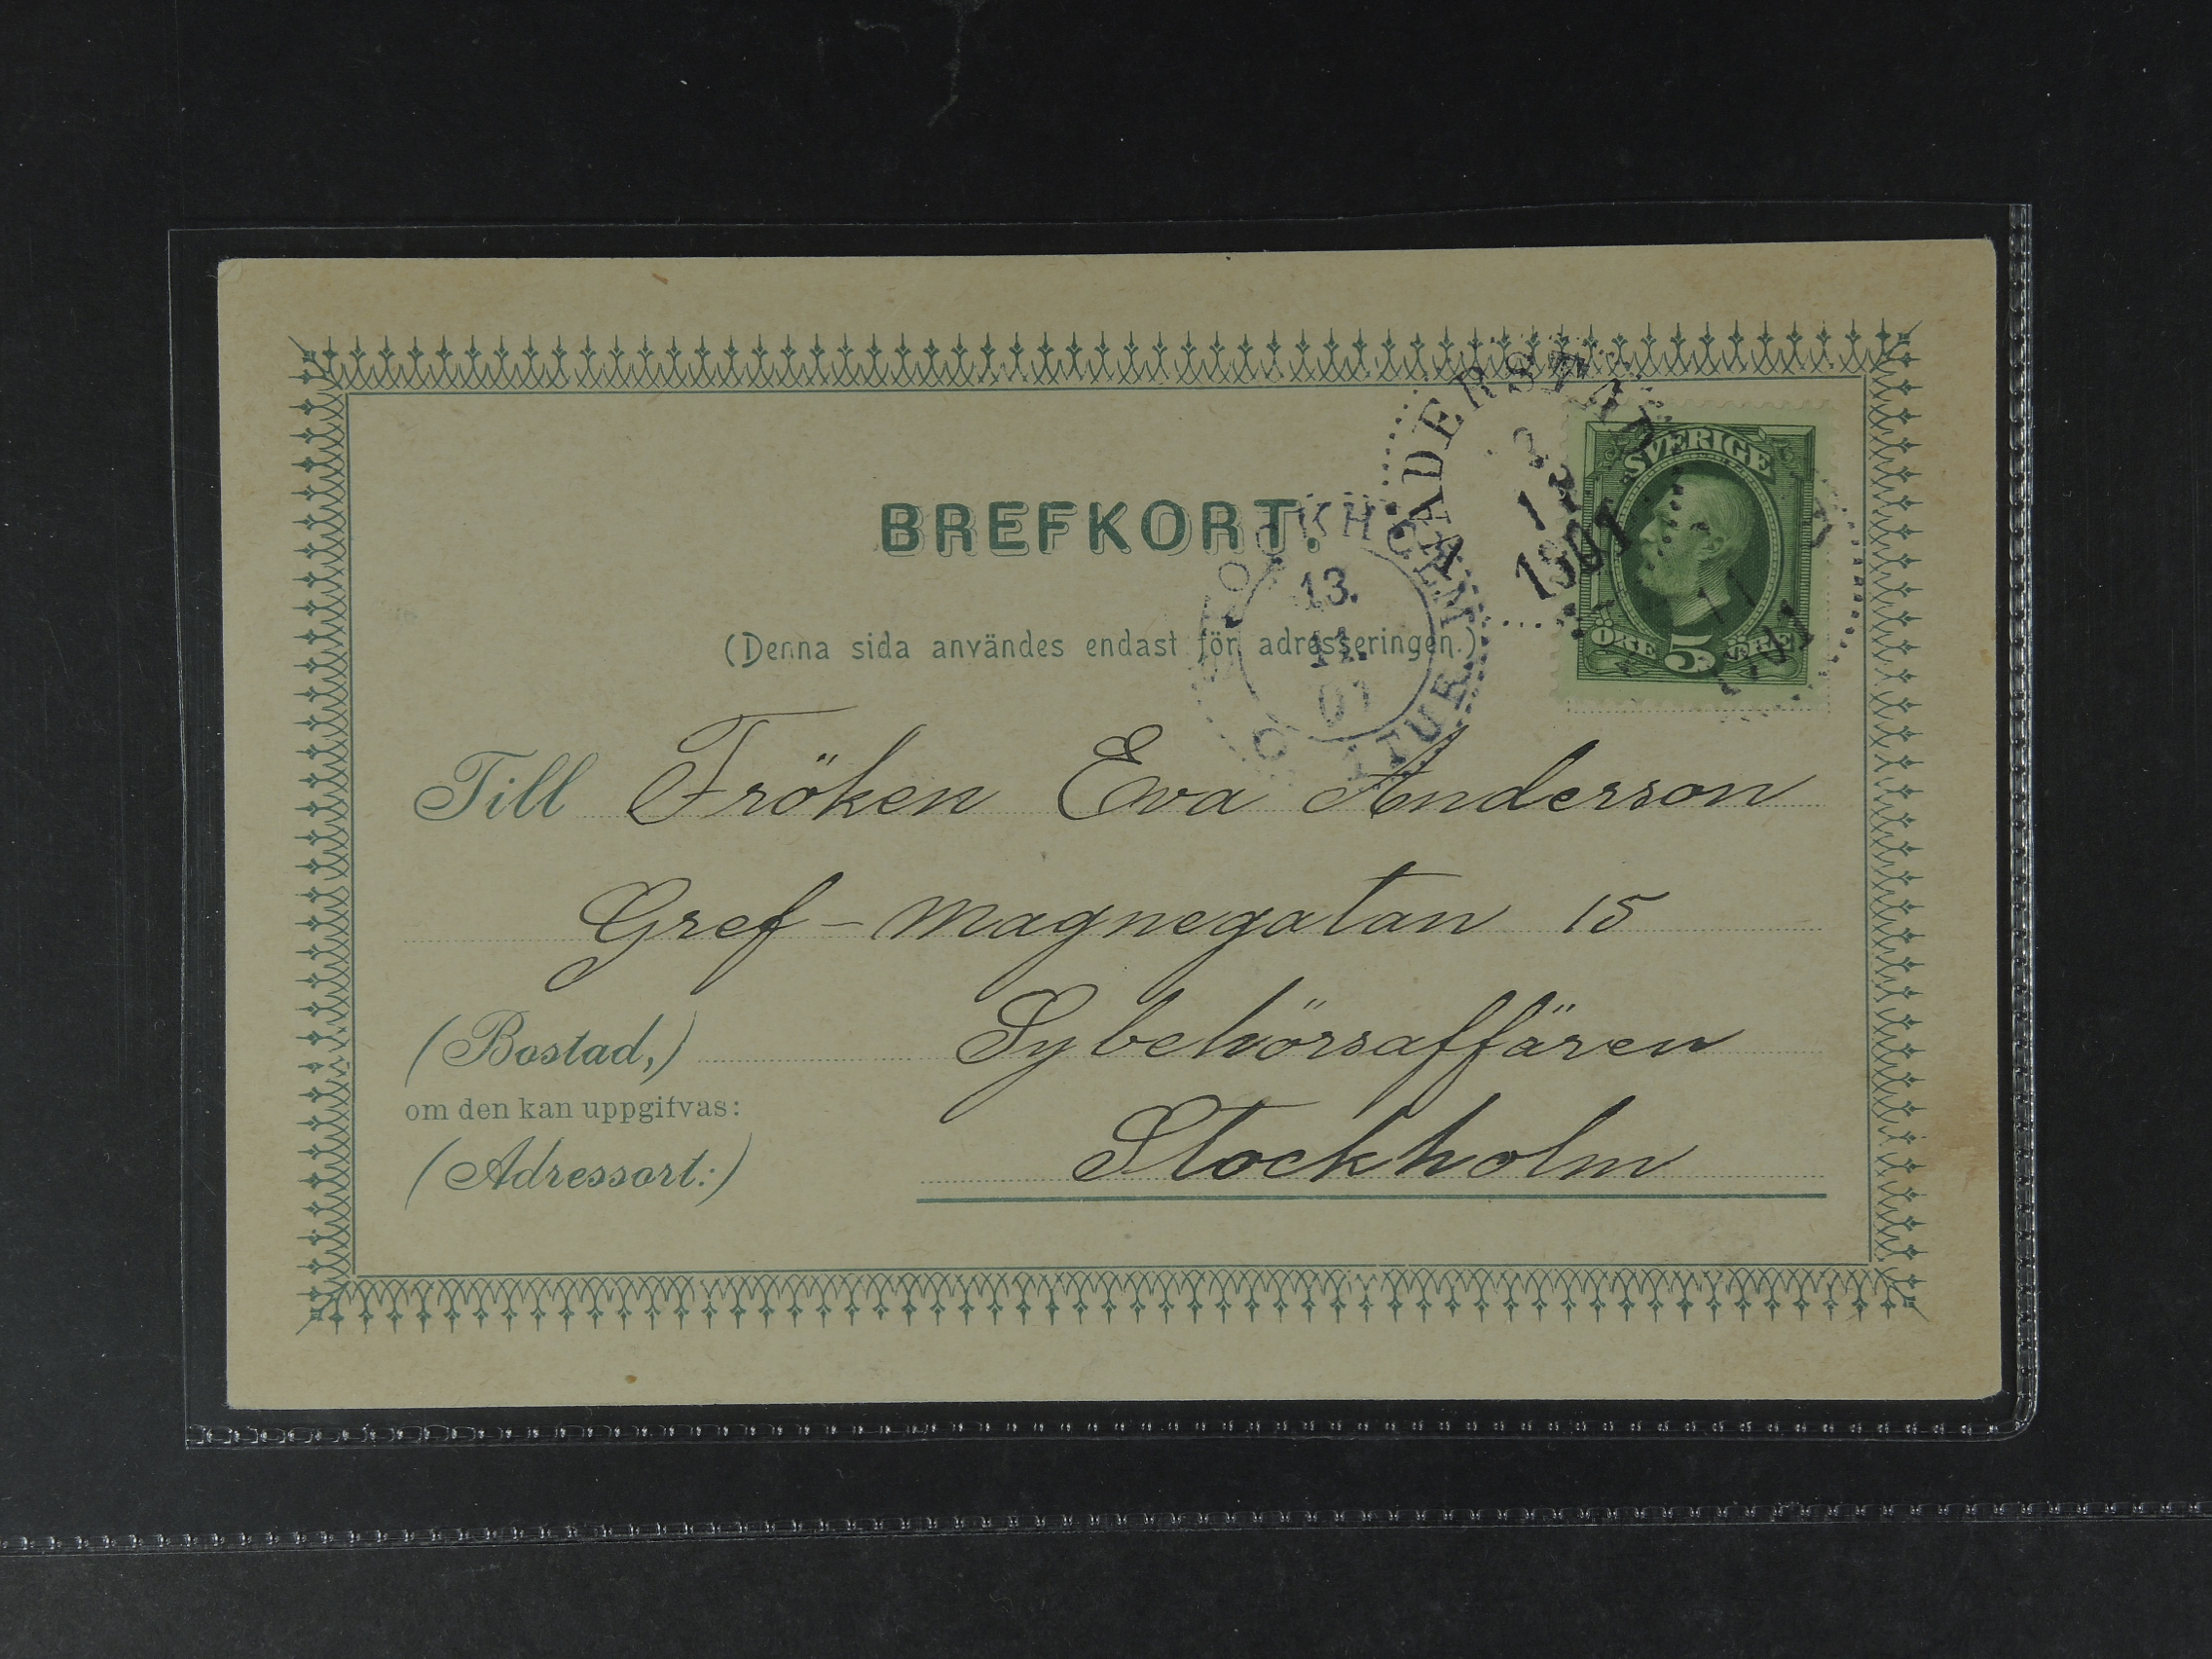 BREFKORT.
(Denna sida användes endast för adresseringen.)
SVERIGE
ÖRE 5 ÖRE
1901
13.
11.
01
Till Fröken Eva Anderson
Gref-Magnegatan 15
(Bostad,) Sybehörsaffären
om den kan uppgifvas:
(Adressort:) Stockholm